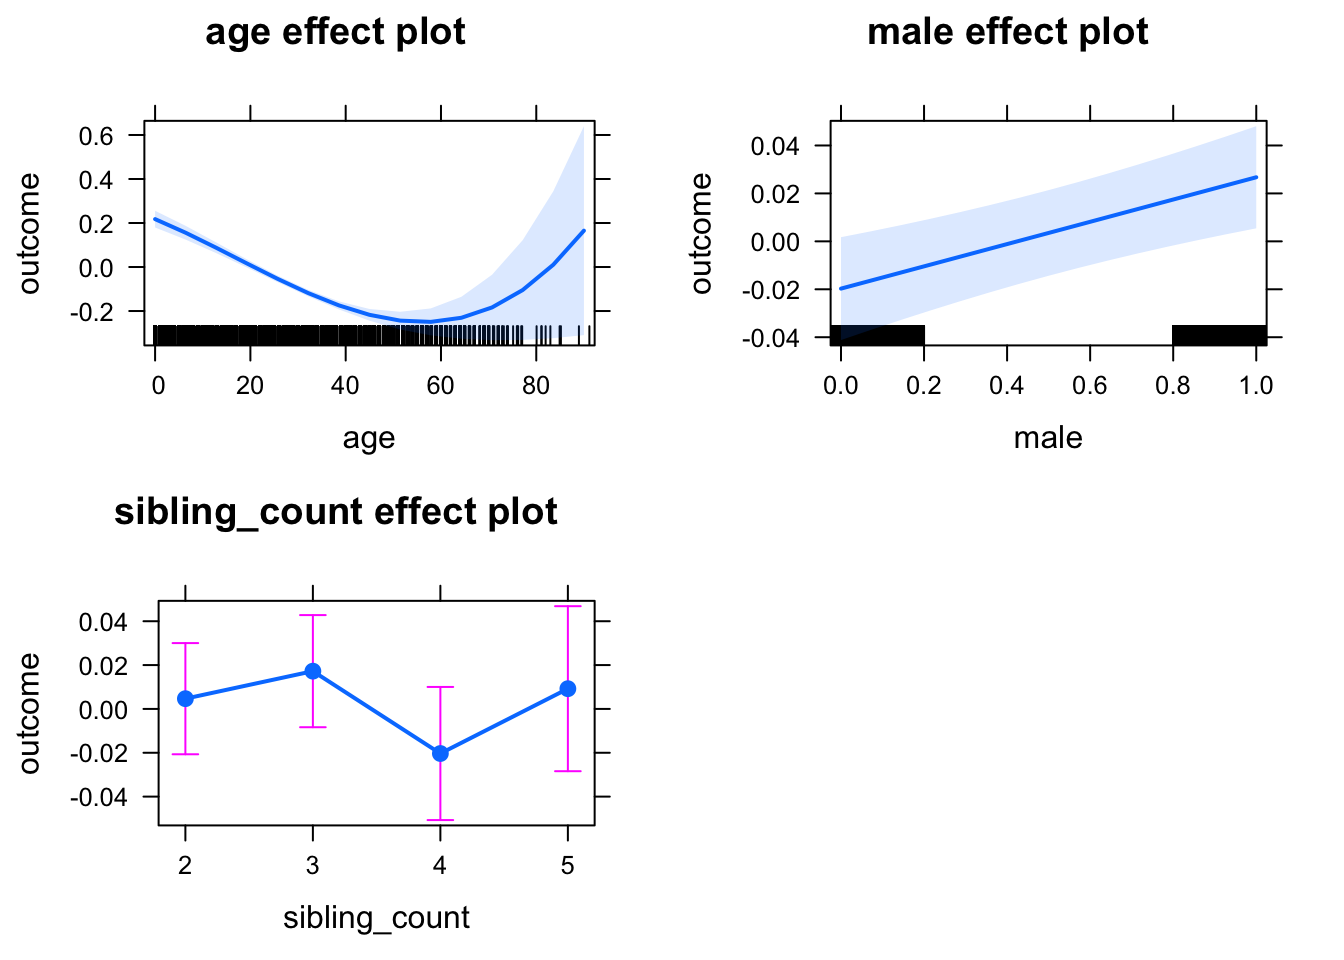 age effect plot
outcome
0.6
0.4
0.2
0.0
-0.2
0 20 40 60 80
age
male effect plot
outcome
0.04
0.02
0.00
-0.02
-0.04
0.0 0.2 0.4 0.6 0.8 1.0
male
sibling_count effect plot
outcome
0.04
0.02
0.00
-0.02
-0.04
2 3 4 5
sibling_count